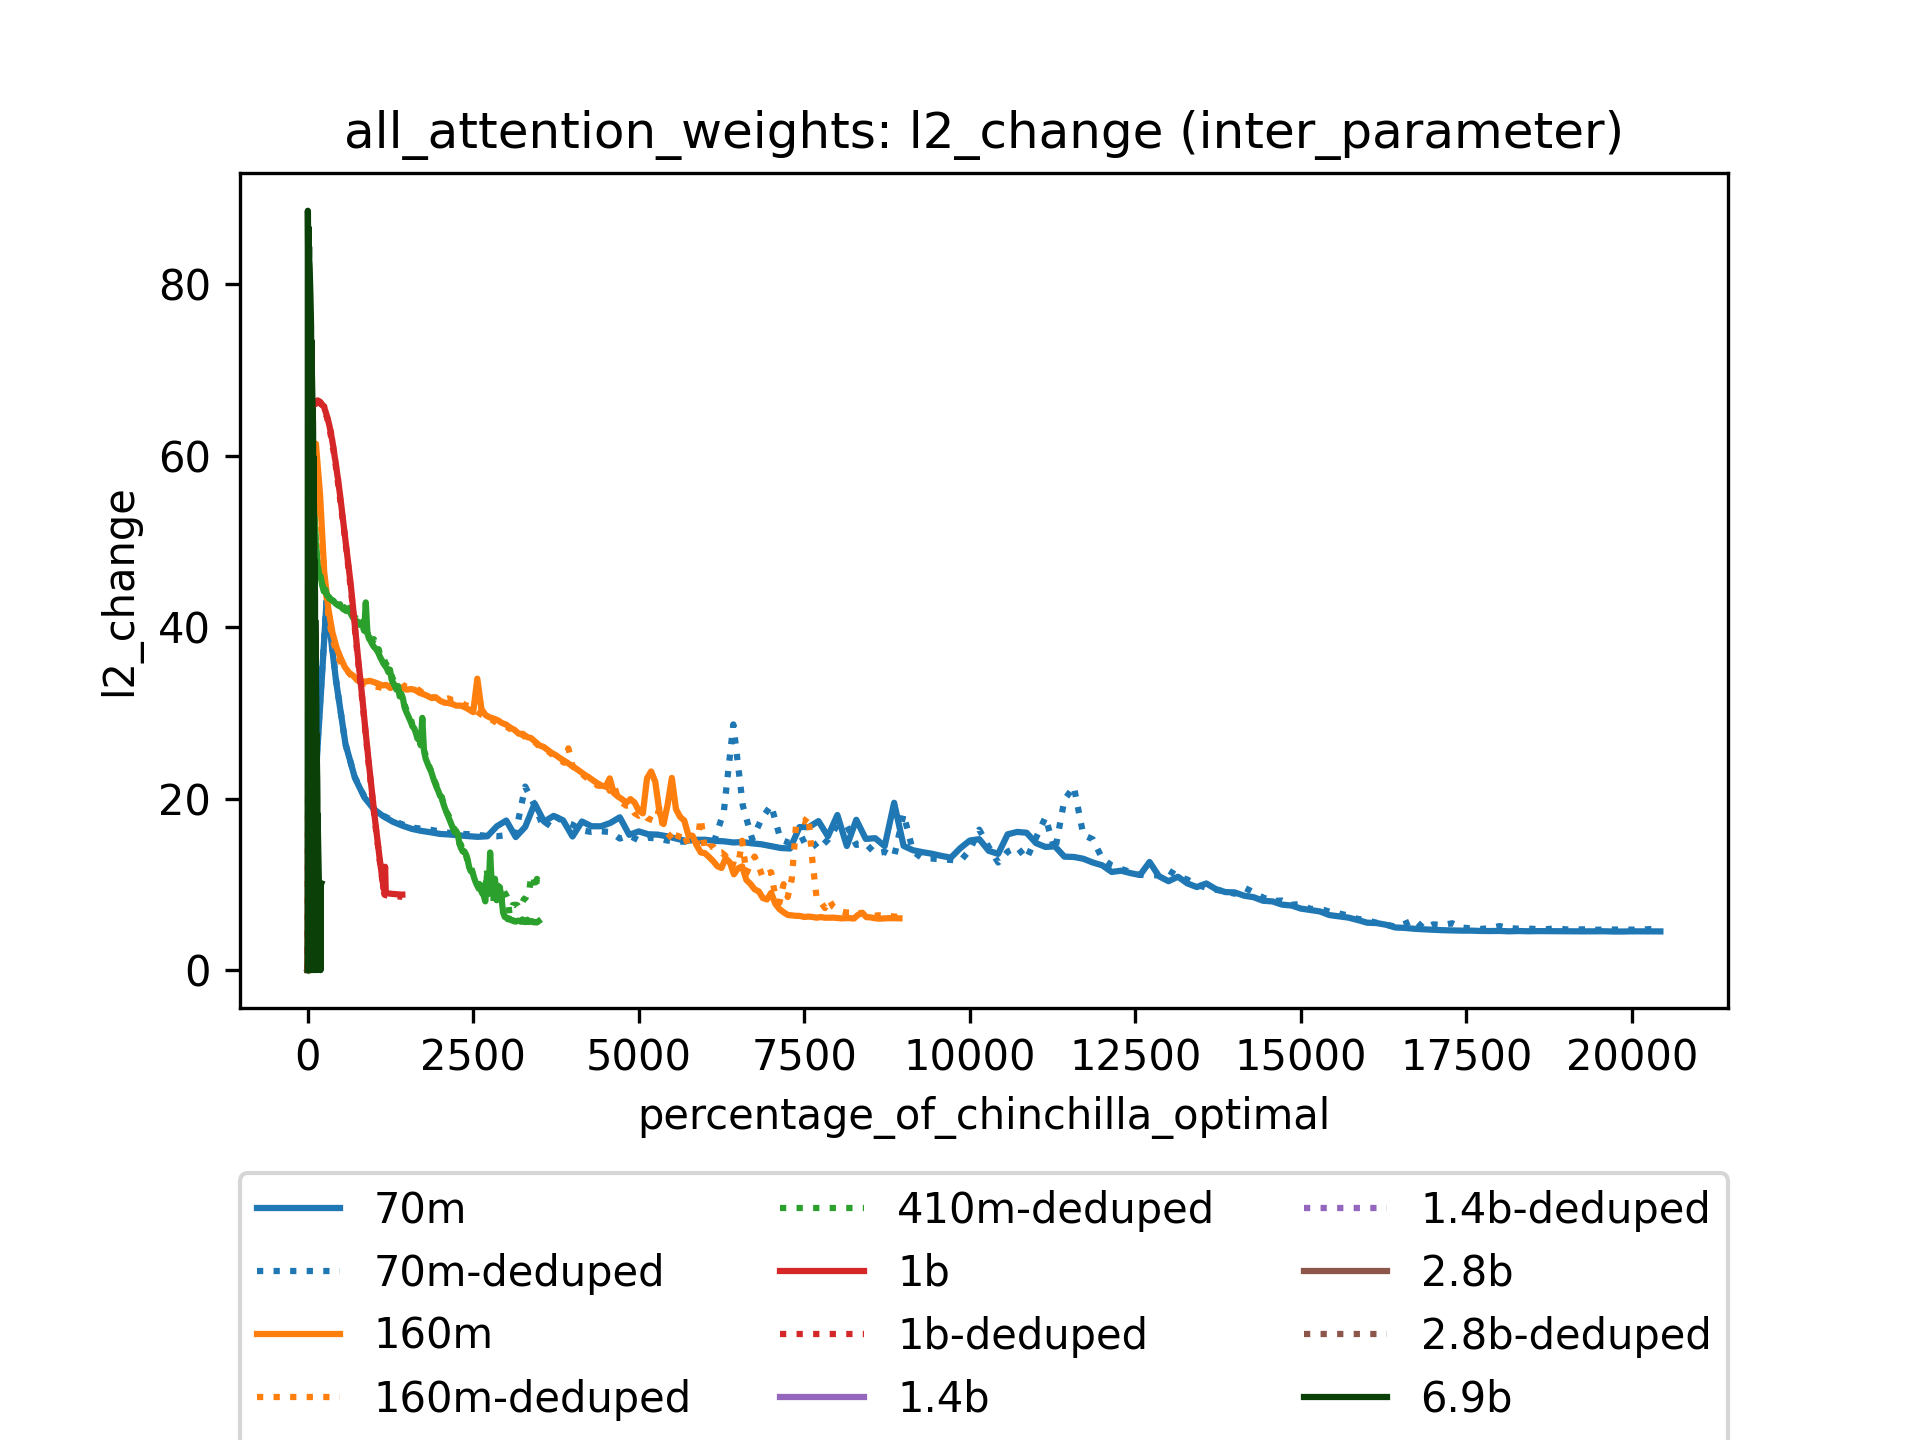 all_attention_weights: l2_change (inter_parameter)
80
60
40
20
0
l2_change
0 2500 5000 7500 10000 12500 15000 17500 20000
percentage_of_chinchilla_optimal
70m
70m-deduped
160m
160m-deduped
410m-deduped
1b
1b-deduped
1.4b
1.4b-deduped
2.8b
2.8b-deduped
6.9b